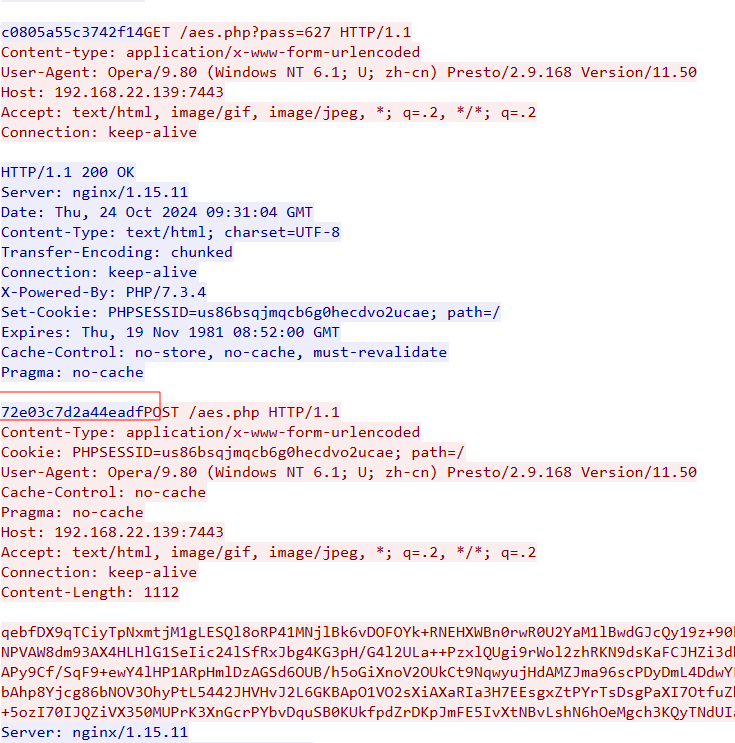 c0805a55c3742f14GET /aes.php?pass=627 HTTP/1.1
Content-type: application/x-www-form-urlencoded
User-Agent: Opera/9.80 (Windows NT 6.1; U; zh-cn) Presto/2.9.168 Version/11.50
Host: 192.168.22.139:7443
Accept: text/html, image/gif, image/jpeg, *; q=.2, */*; q=.2
Connection: keep-alive
HTTP/1.1 200 OK
Server: nginx/1.15.11
Date: Thu, 24 Oct 2024 09:31:04 GMT
Content-Type: text/html; charset=UTF-8
Transfer-Encoding: chunked
Connection: keep-alive
X-Powered-By: PHP/7.3.4
Set-Cookie: PHPSESSID=us86bsqjmqcb6g0hecdvo2ucae; path=/
Expires: Thu, 19 Nov 1981 08:52:00 GMT
Cache-Control: no-store, no-cache, must-revalidate
Pragma: no-cache
72e03c7d2a44eadfPOST /aes.php HTTP/1.1
Content-Type: application/x-www-form-urlencoded
Cookie: PHPSESSID=us86bsqjmqcb6g0hecdvo2ucae; path=/
User-Agent: Opera/9.80 (Windows NT 6.1; U; zh-cn) Presto/2.9.168 Version/11.50
Cache-Control: no-cache
Pragma: no-cache
Host: 192.168.22.139:7443
Accept: text/html, image/gif, image/jpeg, *; q=.2, */*; q=.2
Connection: keep-alive
Content-Length: 1112
qebfDX9qTCiyTpNxmtjM1gLESQl8oRP41MNjlBk6vDOFOYk+RNEHXWBn0rwR0U2YaM1lBwdGJcQy19z+90
NPVAW8dm93AX4HLHlG1SeIic24lSfRxJbg4KG3pH/G4l2ULa++PzxlQUgi9rWol2zhRKN9dsKaFCJHZi3d
APy9Cf/SqF9+ewY4lHP1ARpHmlDzAGSd6OUB/h5oGiXnoV2OUkCt9NqwyujHdAMZJma96scPDyDmL4DdwY
bAhp8Yjcg86bNOV3OhyPtL5442JHVHvJ2L6GKBApO1VO2sXiAXaRIa3H7EEsgxZtPYrTsDsgPaXI7OtfuZ
+5ozI70IJQZiVX350MUPrK3XnGcrPYbvDquSB0KUkfpdZrDKpJmFE5IvXtNBvLshN6hOeMgch3KQyTNdUI
Server: nginx/1.15.11